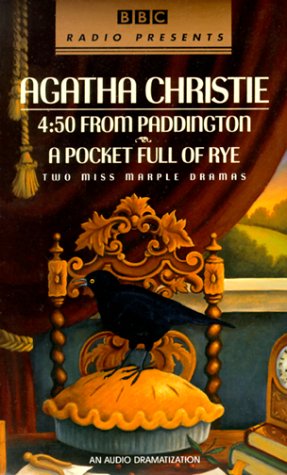 BBC
RADIO PRESENTS
AGATHA CHRISTIE
4:50 FROM PADDINGTON
A POCKET FULL OF RYE
TWO MISS MARPLE DRAMAS
AN AUDIO DRAMATIZATION